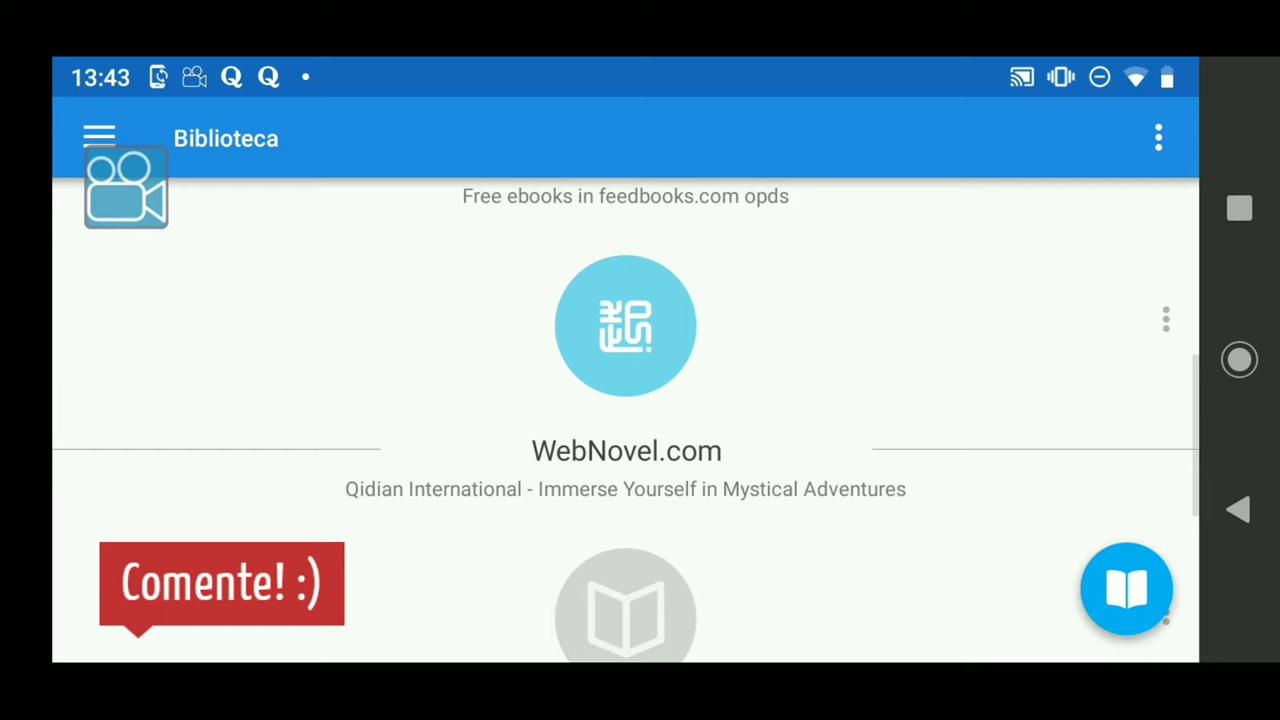 13:43
Biblioteca
Free ebooks in feedbooks.com opds
WebNovel.com
Qidian International - Immerse Yourself in Mystical Adventures
Comente! :)